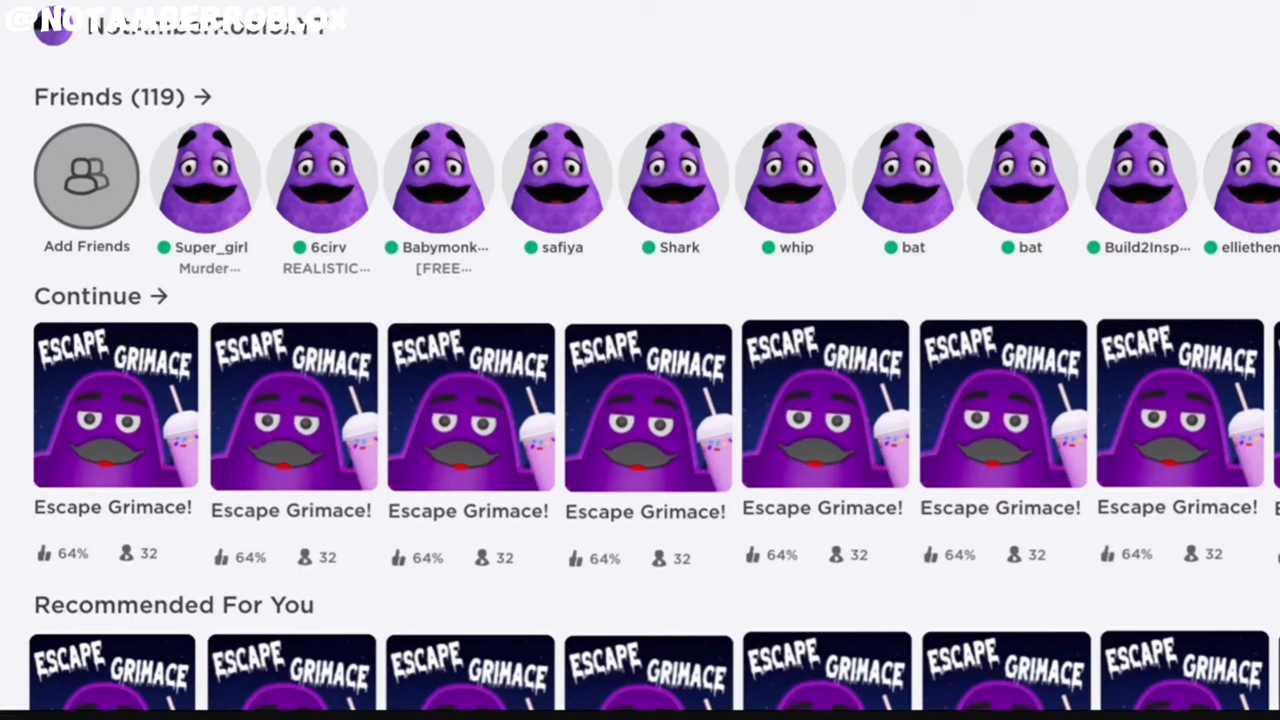 @NOTAMBERROBLOX
NotAmberRobloxYT
Friends (119) →
Add Friends
Super_girl
6cirv
Babymonk...
safiya
Shark
whip
bat
bat
Build2Insp...
elliethen
Murder...
REALISTIC...
[FREE...
Continue →
ESCAPE GRIMACE
ESCAPE GRIMACE
ESCAPE GRIMACE
ESCAPE GRIMACE
ESCAPE GRIMACE
ESCAPE GRIMACE
ESCAPE GRIMACE
Escape Grimace!
Escape Grimace!
Escape Grimace!
Escape Grimace!
Escape Grimace!
Escape Grimace!
Escape Grimace!
64% 32
64% 32
64% 32
64% 32
64% 32
64% 32
64% 32
Recommended For You
ESCAPE GRIMACE
ESCAPE GRIMACE
ESCAPE GRIMACE
ESCAPE GRIMACE
ESCAPE GRIMACE
ESCAPE GRIMACE
ESCAPE GRIMACE